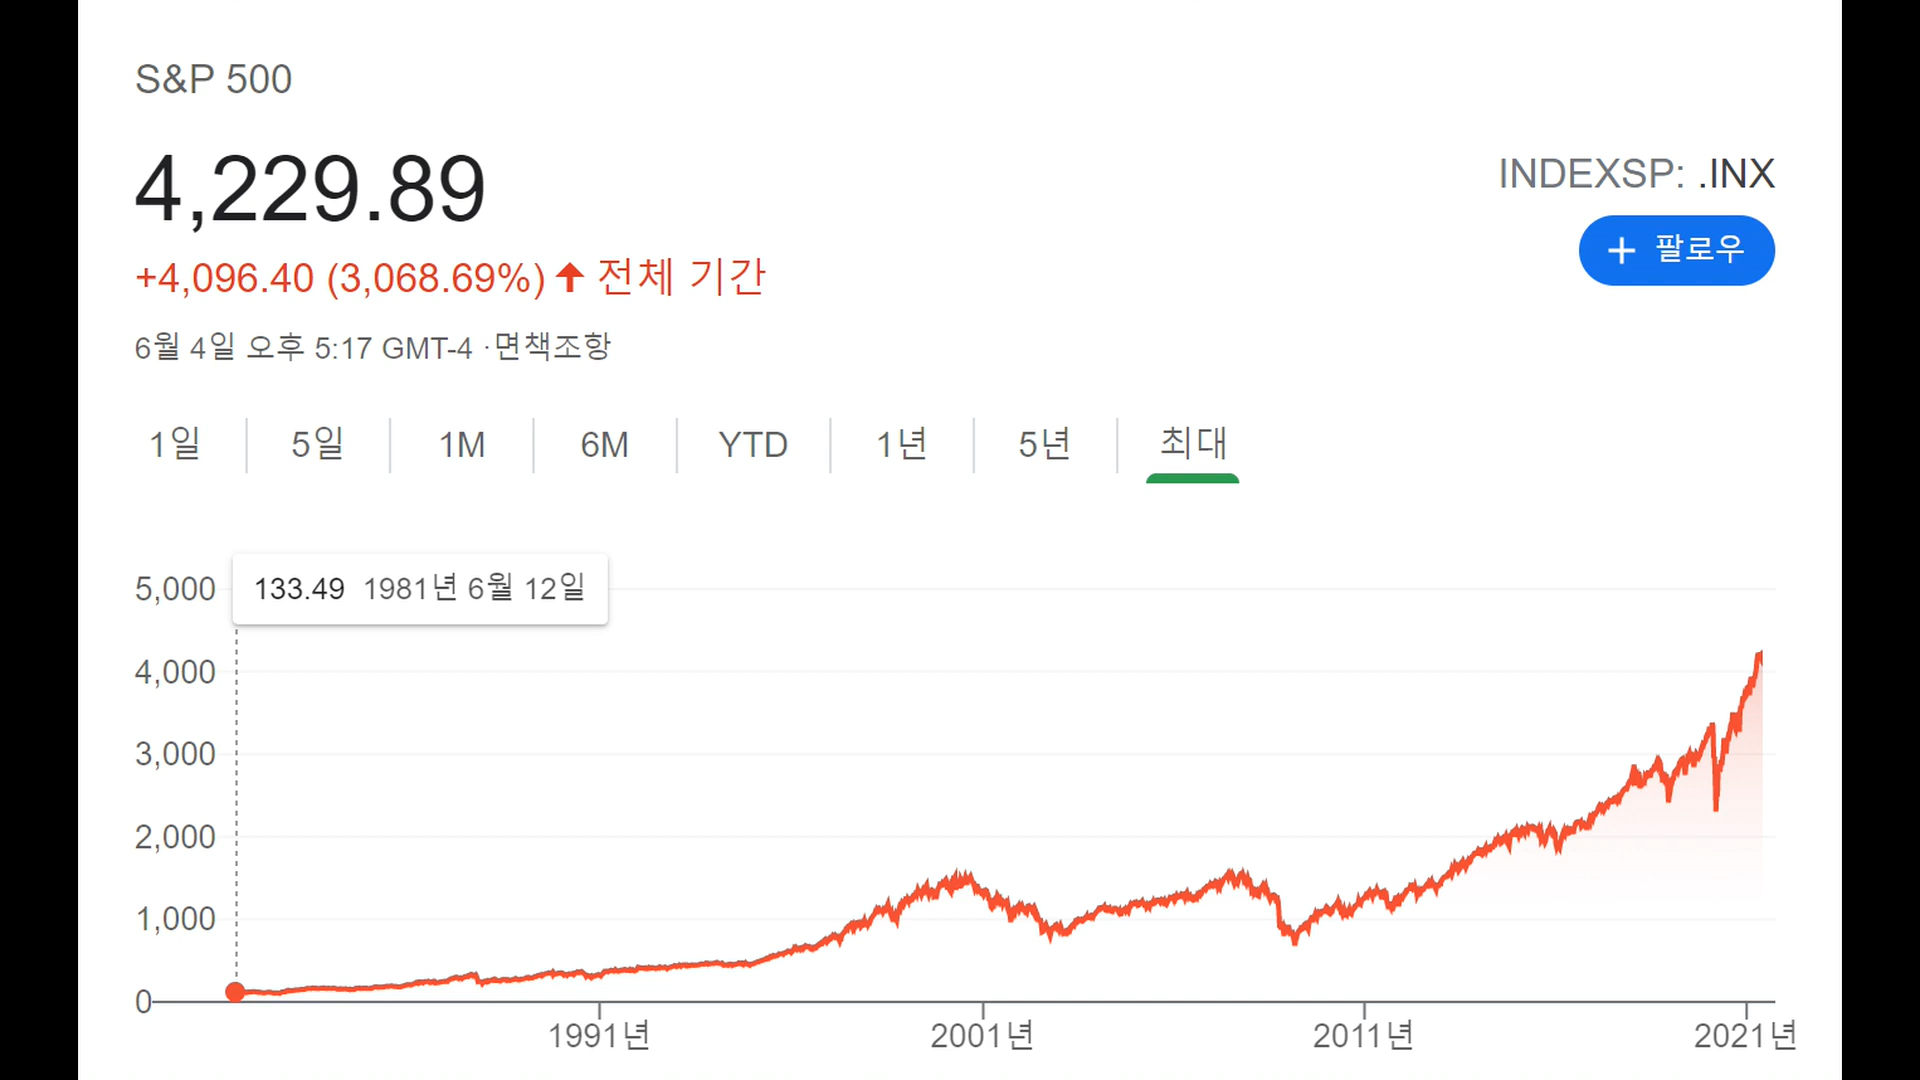 S&P 500
4,229.89
INDEXSP: .INX
+ 팔로우
+4,096.40 (3,068.69%) ↑ 전체 기간
6월 4일 오후 5:17 GMT-4 ·면책조항
1일 5일 1M 6M YTD 1년 5년 최대
133.49 1981년 6월 12일
5,000
4,000
3,000
2,000
1,000
0
1991년 2001년 2011년 2021년